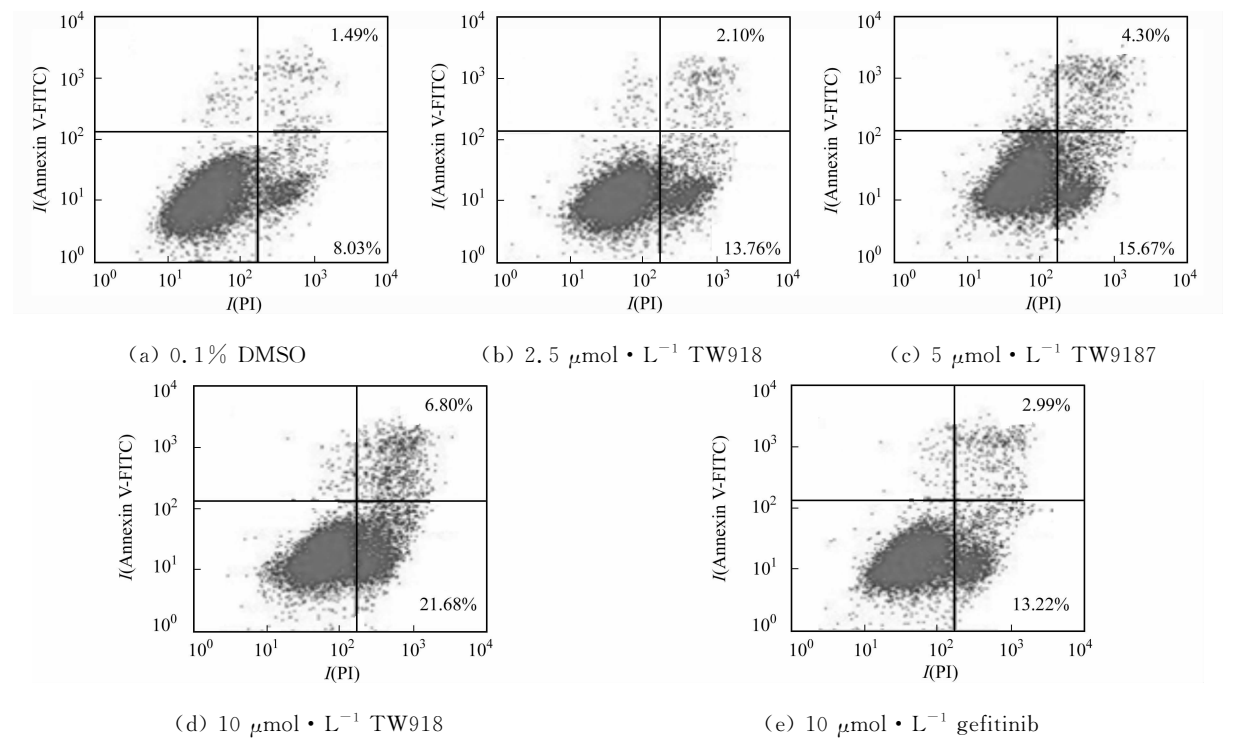 10⁴ 1.49% 10⁴ 2.10% 10⁴ 4.30%
10³ 10³ 10³
10² 10² 10²
10¹ 10¹ 10¹
10⁰ 8.03% 10⁰ 13.76% 10⁰ 15.67%
I(Annexin V-FITC) I(Annexin V-FITC) I(Annexin V-FITC)
10⁰ 10¹ 10² 10³ 10⁴ 10⁰ 10¹ 10² 10³ 10⁴ 10⁰ 10¹ 10² 10³ 10⁴
I(PI) I(PI) I(PI)
(a) 0.1% DMSO (b) 2.5 μmol·L⁻¹ TW918 (c) 5 μmol·L⁻¹ TW9187
10⁴ 6.80% 10⁴ 2.99%
10³ 10³
10² 10²
10¹ 10¹
10⁰ 21.68% 10⁰ 13.22%
I(Annexin V-FITC) I(Annexin V-FITC)
10⁰ 10¹ 10² 10³ 10⁴ 10⁰ 10¹ 10² 10³ 10⁴
I(PI) I(PI)
(d) 10 μmol·L⁻¹ TW918 (e) 10 μmol·L⁻¹ gefitinib